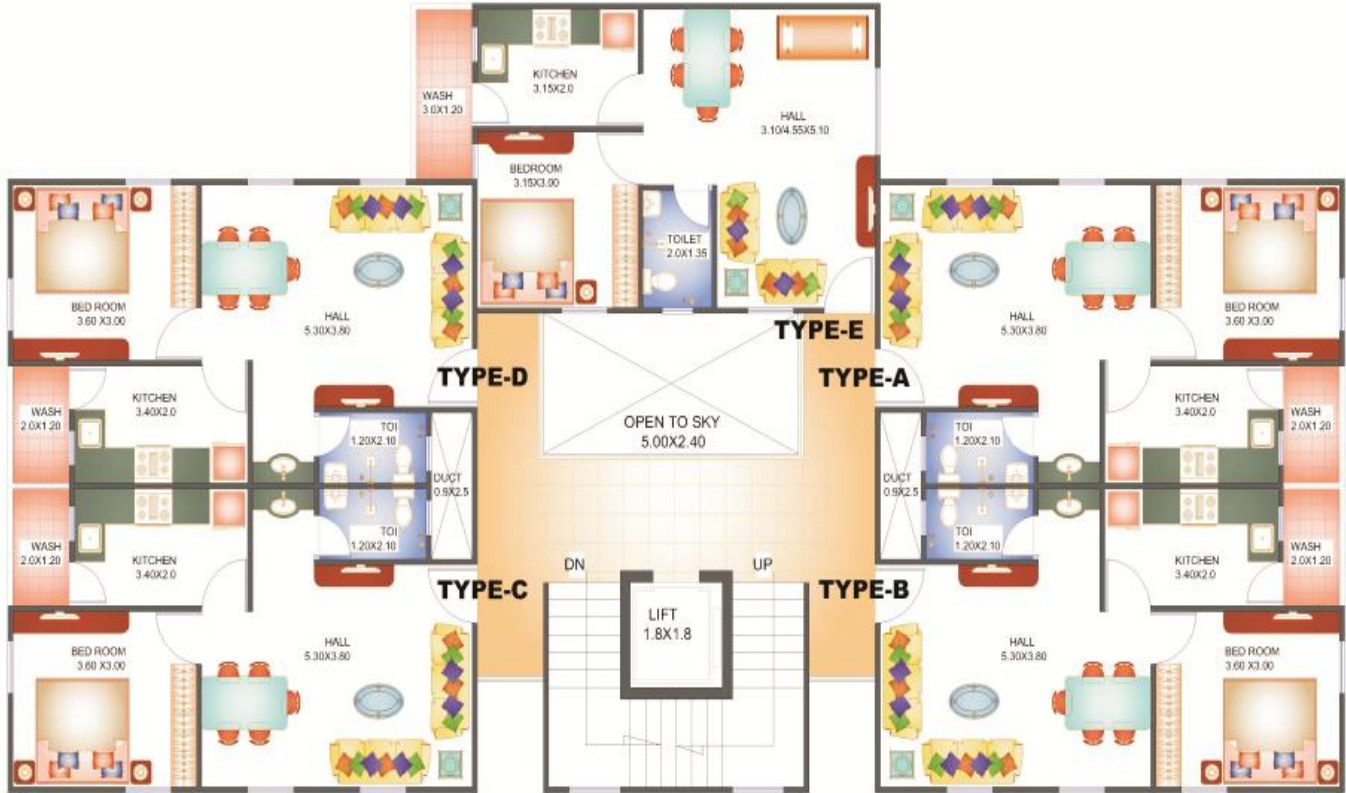 KITCHEN
3.15X2.0
WASH
3.0X1.20
HALL
3.10/4.55X5.10
BEDROOM
3.15X3.00
TOILET
2.0X1.35
TYPE-E
BED ROOM
3.60 X3.00
HALL
5.30X3.80
TYPE-D
KITCHEN
3.40X2.0
WASH
2.0X1.20
TOI
1.20X2.10
DUCT
0.9X2.5
OPEN TO SKY
5.00X2.40
TYPE-A
HALL
5.30X3.80
BED ROOM
3.60 X3.00
KITCHEN
3.40X2.0
WASH
2.0X1.20
TOI
1.20X2.10
DUCT
0.9X2.5
WASH
2.0X1.20
KITCHEN
3.40X2.0
TOI
1.20X2.10
TYPE-C
BED ROOM
3.60 X3.00
HALL
5.30X3.80
DN
UP
LIFT
1.8X1.8
TOI
1.20X2.10
KITCHEN
3.40X2.0
WASH
2.0X1.20
TYPE-B
HALL
5.30X3.80
BED ROOM
3.60 X3.00